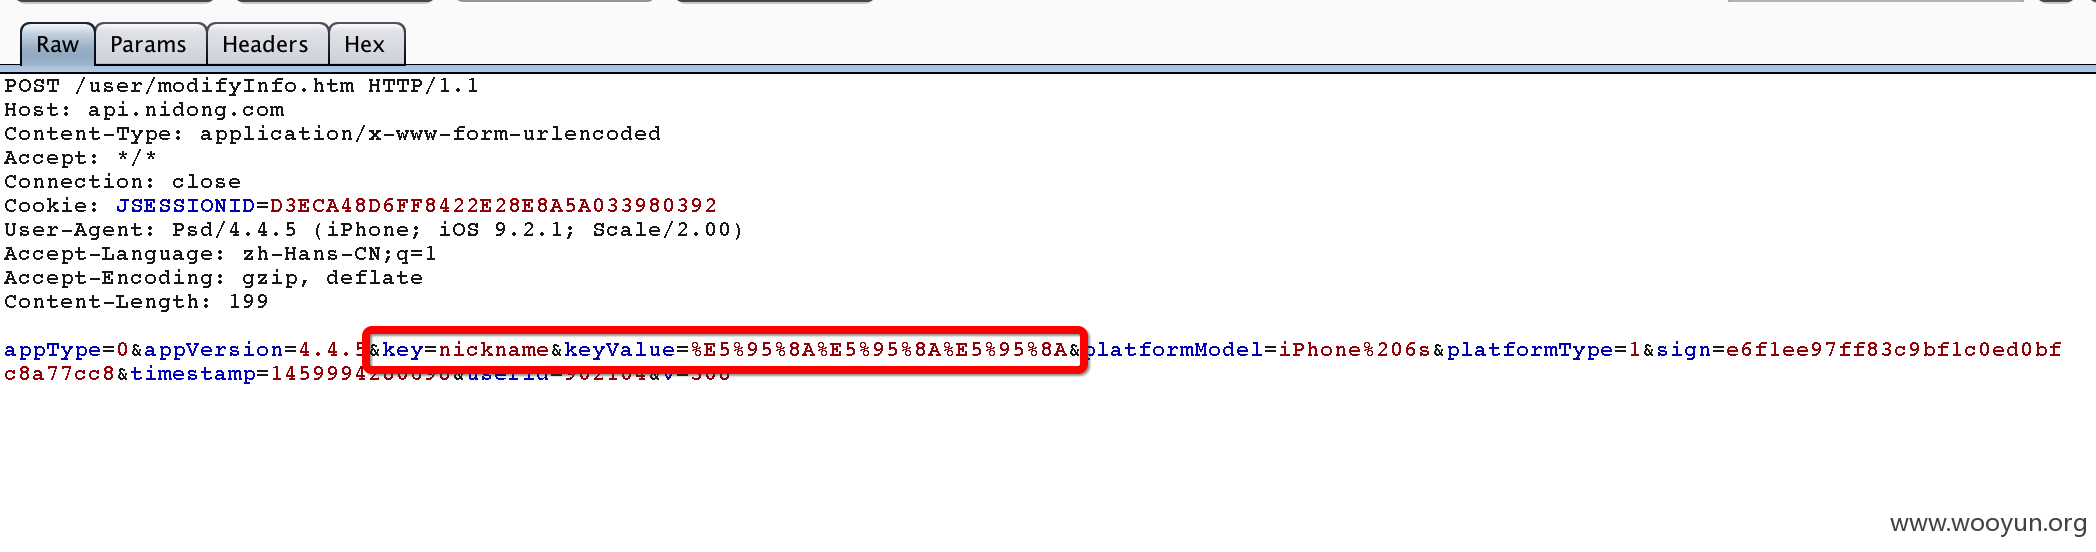 Raw Params Headers Hex
POST /user/modifyInfo.htm HTTP/1.1
Host: api.nidong.com
Content-Type: application/x-www-form-urlencoded
Accept: */*
Connection: close
Cookie: JSESSIONID=D3ECA48D6FF8422E28E8A5A033980392
User-Agent: Psd/4.4.5 (iPhone; iOS 9.2.1; Scale/2.00)
Accept-Language: zh-Hans-CN;q=1
Accept-Encoding: gzip, deflate
Content-Length: 199
appType=0&appVersion=4.4.5&key=nickname&keyValue=%E5%95%8A%E5%95%8A%E5%95%8A&platformModel=iPhone%206s&platformType=1&sign=e6f1ee97ff83c9bf1c0ed0bf
c8a77cc8&timestamp=
www.wooyun.org